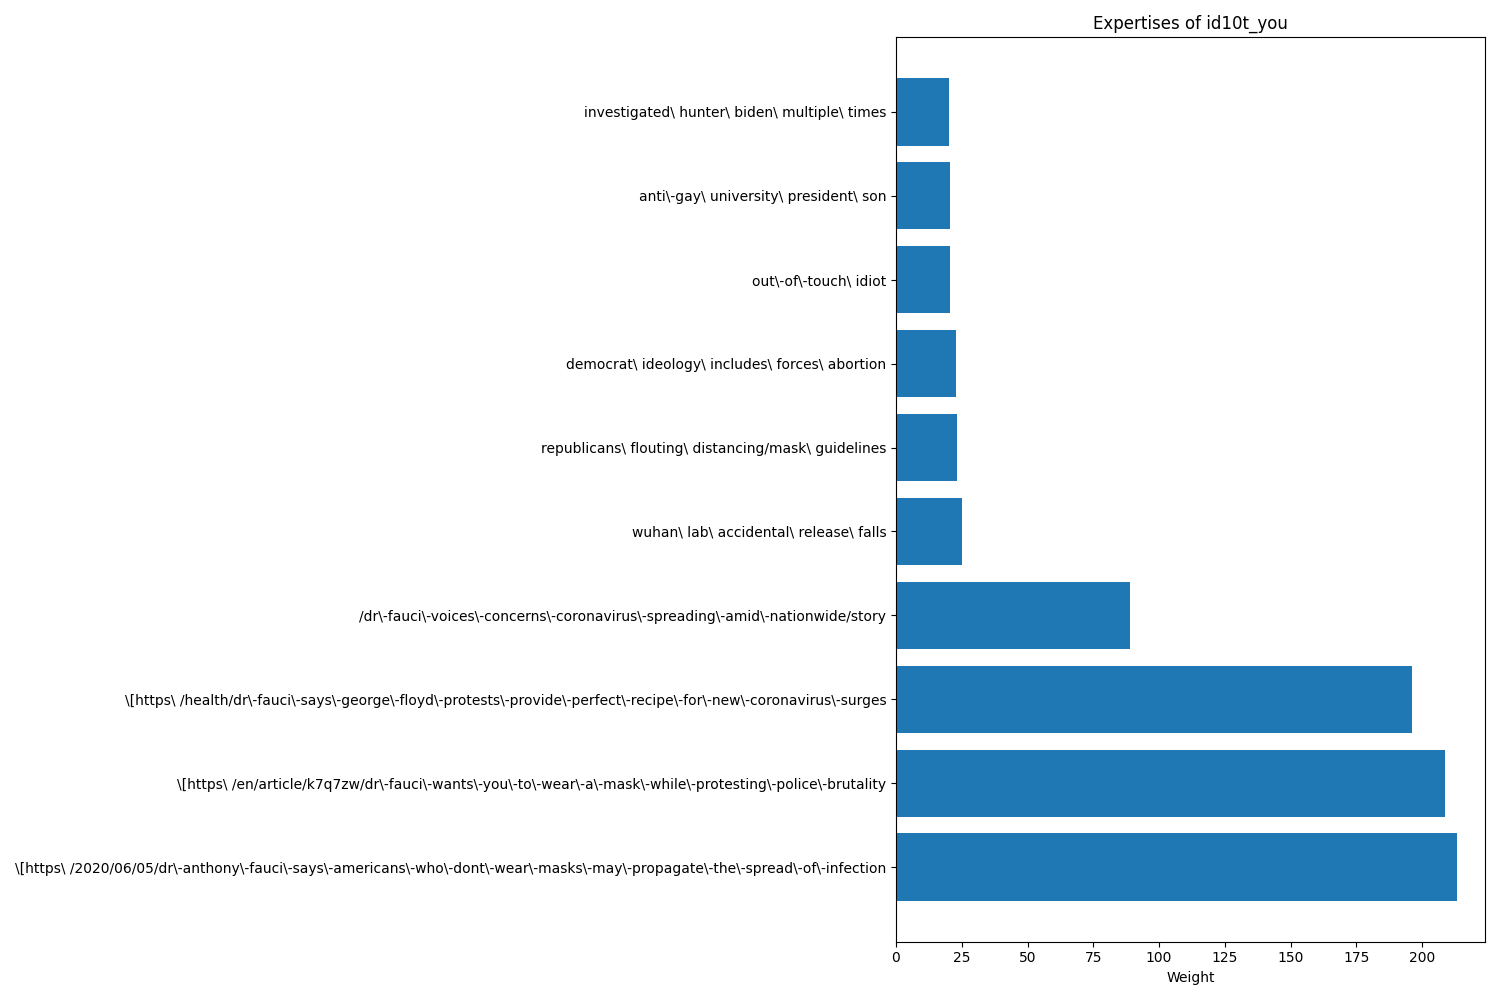 Expertises of id10t_you
investigated\ hunter\ biden\ multiple\ times
anti\-gay\ university\ president\ son
out\-of\-touch\ idiot
democrat\ ideology\ includes\ forces\ abortion
republicans\ flouting\ distancing/mask\ guidelines
wuhan\ lab\ accidental\ release\ falls
/dr\-fauci\-voices\-concerns\-coronavirus\-spreading\-amid\-nationwide/story
\[https\ /health/dr\-fauci\-says\-george\-floyd\-protests\-provide\-perfect\-recipe\-for\-new\-coronavirus\-surges
\[https\ /en/article/k7q7zw/dr\-fauci\-wants\-you\-to\-wear\-a\-mask\-while\-protesting\-police\-brutality
\[https\ /2020/06/05/dr\-anthony\-fauci\-says\-americans\-who\-dont\-wear\-masks\-may\-propagate\-the\-spread\-of\-infection
0 25 50 75 100 125 150 175 200
Weight